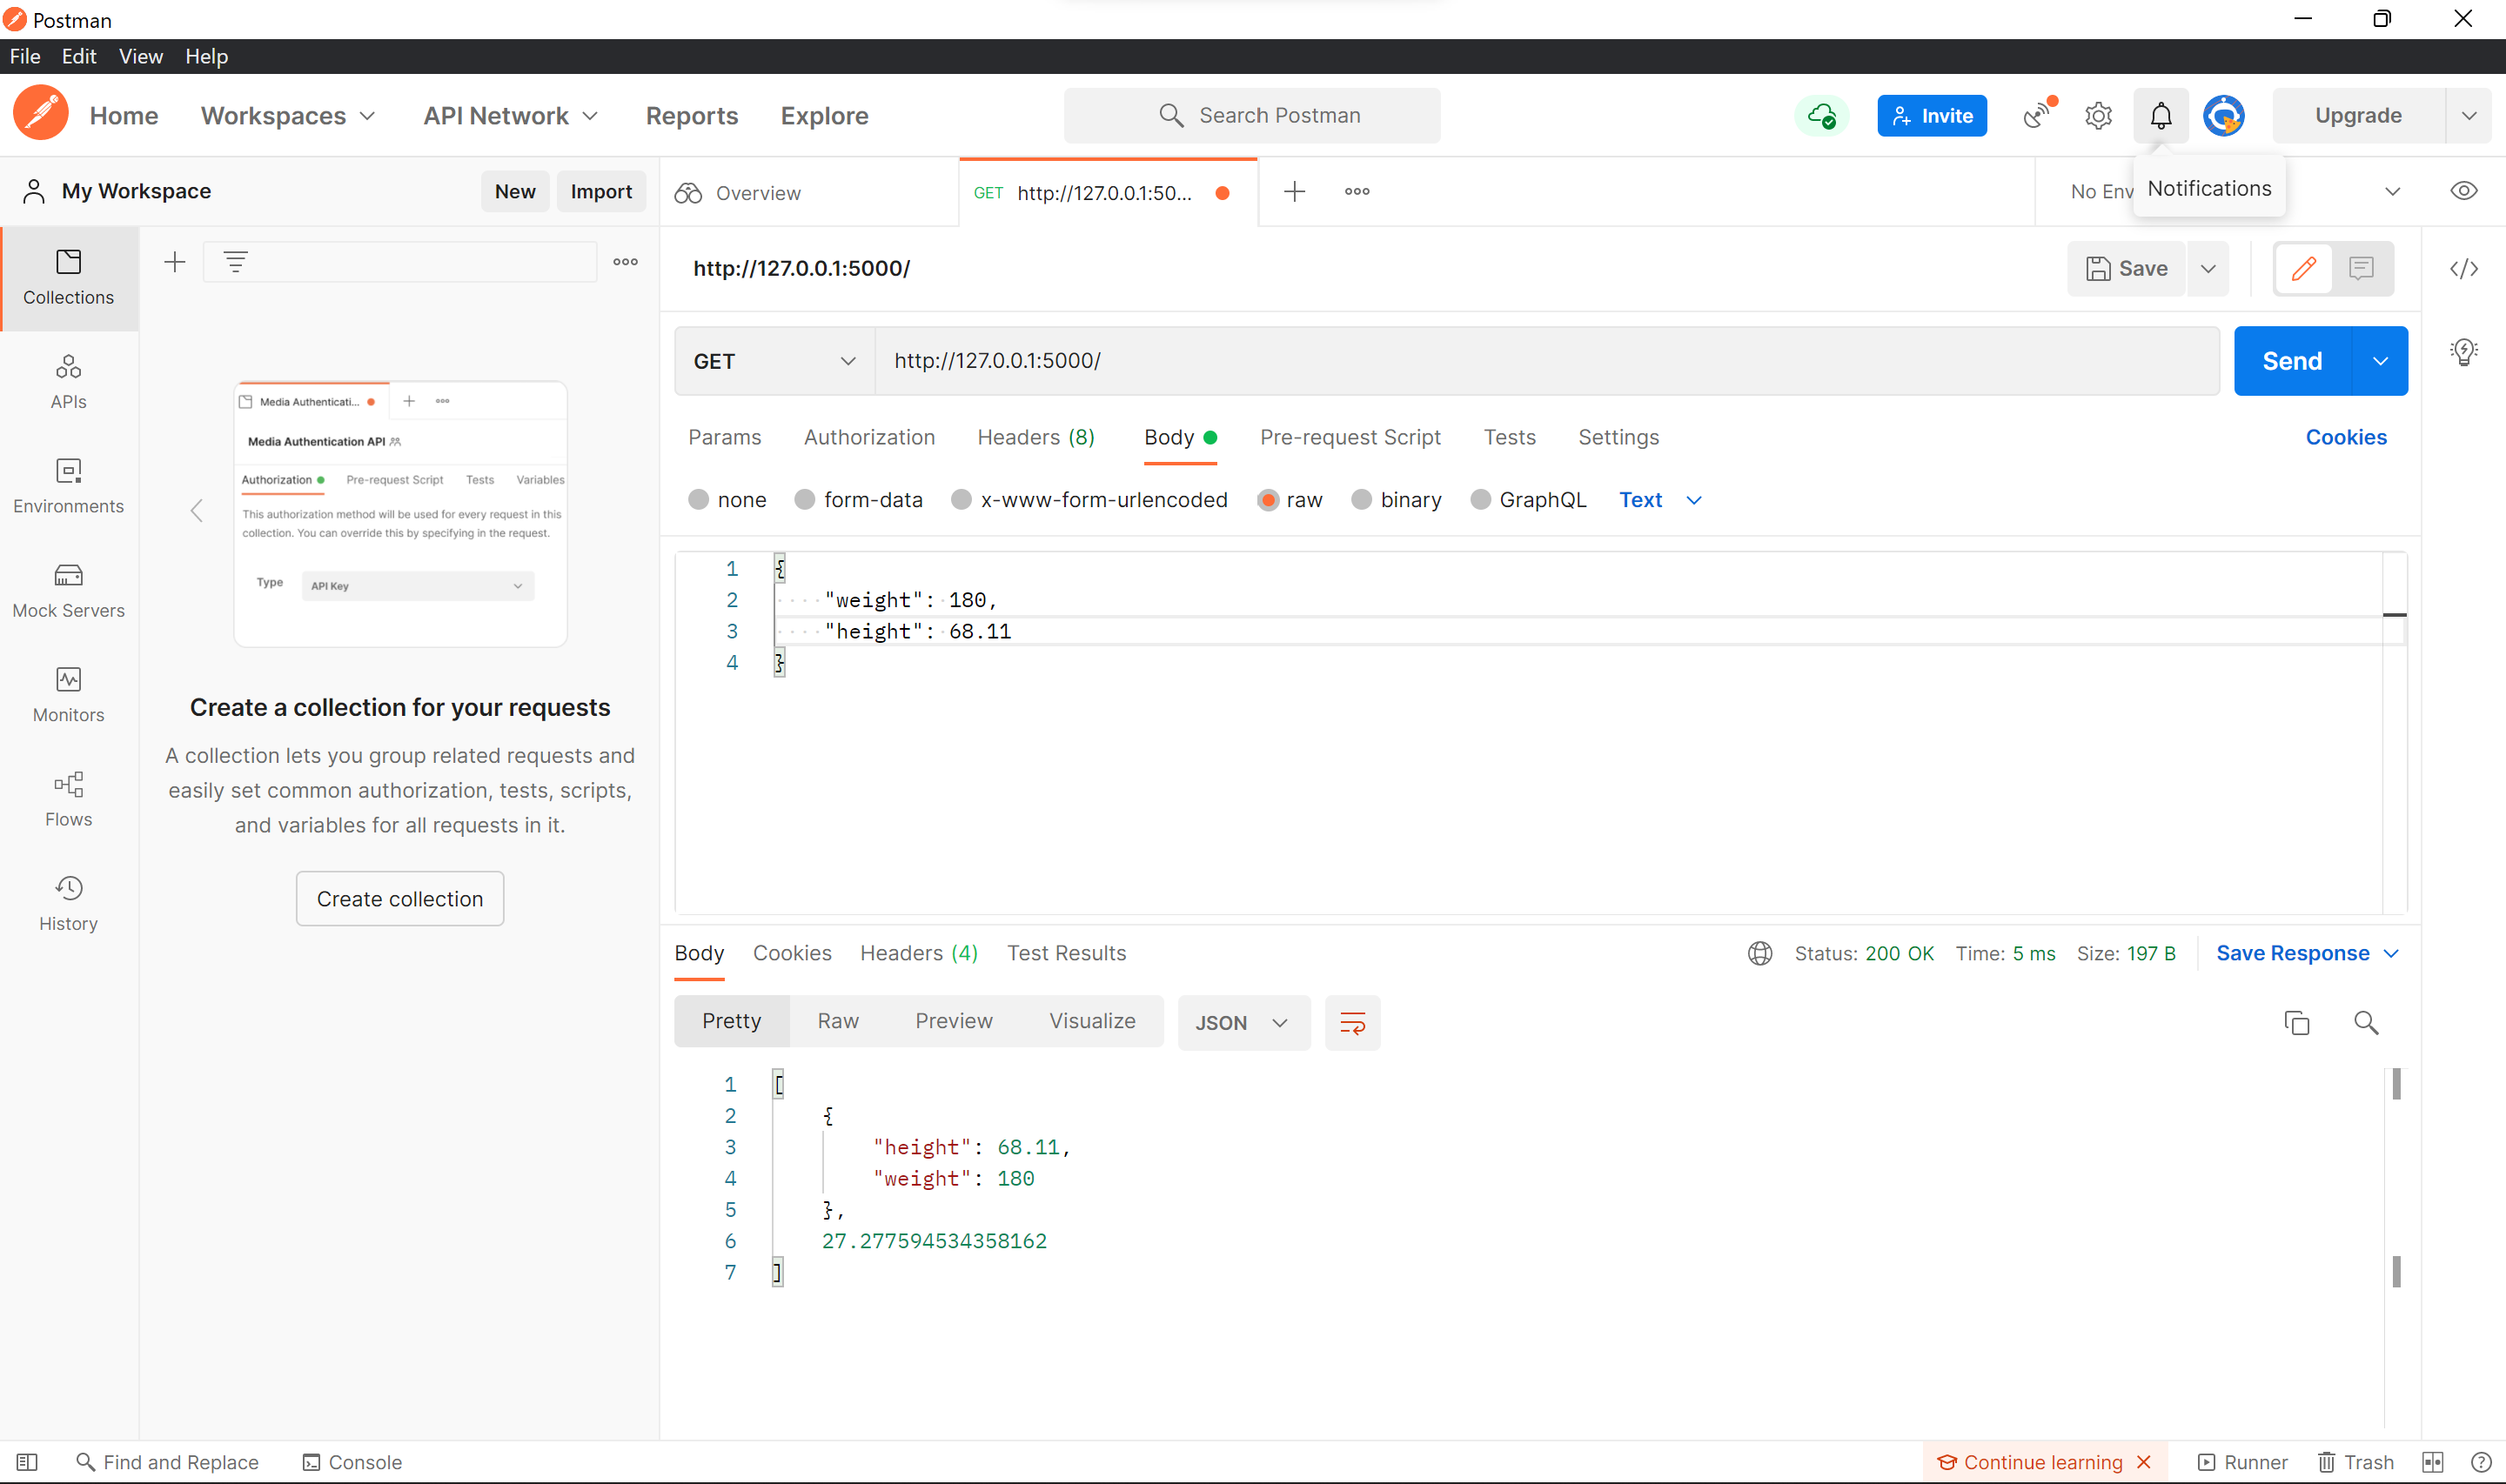 Postman
File Edit View Help
Home Workspaces API Network Reports Explore Search Postman Invite Upgrade
My Workspace New Import Overview GET http://127.0.0.1:50... No Env Notifications
Collections
http://127.0.0.1:5000/ Save
GET http://127.0.0.1:5000/ Send
APIs
Media Authenticati...
Media Authentication API
Authorization Pre-request Script Tests Variables
This authorization method will be used for every request in this
collection. You can override this by specifying in the request.
Type API Key
Params Authorization Headers (8) Body Pre-request Script Tests Settings Cookies
none form-data x-www-form-urlencoded raw binary GraphQL Text
Environments
1 {
2 "weight": 180,
3 "height": 68.11
4 }
Mock Servers
Monitors
Create a collection for your requests
A collection lets you group related requests and
easily set common authorization, tests, scripts,
and variables for all requests in it.
Create collection
Flows
History
Body Cookies Headers (4) Test Results Status: 200 OK Time: 5 ms Size: 197 B Save Response
Pretty Raw Preview Visualize JSON
1 [
2 {
3 "height": 68.11,
4 "weight": 180
5 },
6 27.277594534358162
7 ]
Find and Replace Console Continue learning Runner Trash